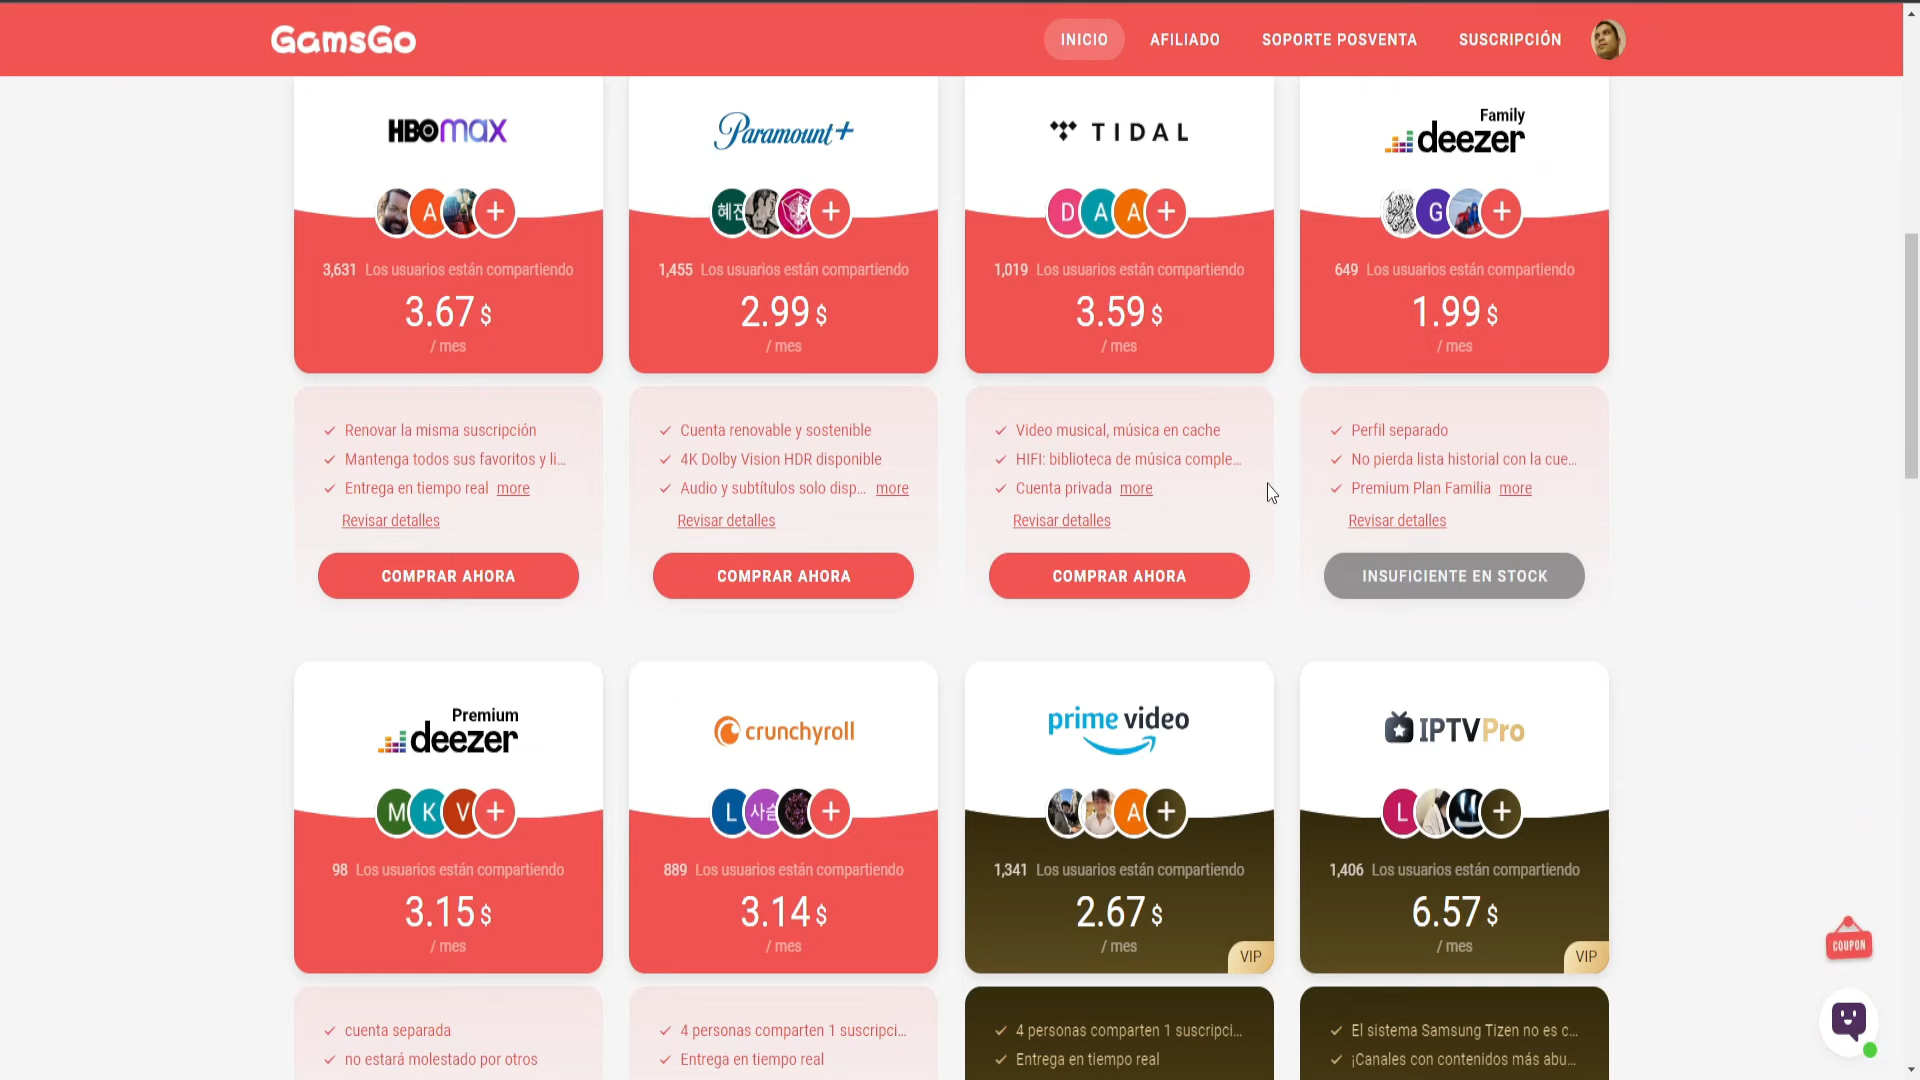 GamsGo
INICIO
AFILIADO
SOPORTE POSVENTA
SUSCRIPCIÓN
HBOmax
A
3,631 Los usuarios están compartiendo
3.67 $
/ mes
Renovar la misma suscripción
Mantenga todos sus favoritos y li...
Entrega en tiempo real more
Revisar detalles
COMPRAR AHORA
Paramount+
혜진
1,455 Los usuarios están compartiendo
2.99 $
/ mes
Cuenta renovable y sostenible
4K Dolby Vision HDR disponible
Audio y subtítulos solo disp... more
Revisar detalles
COMPRAR AHORA
TIDAL
D A A
1,019 Los usuarios están compartiendo
3.59 $
/ mes
Video musical, música en cache
HIFI: biblioteca de música comple...
Cuenta privada more
Revisar detalles
COMPRAR AHORA
Family
deezer
G
649 Los usuarios están compartiendo
1.99 $
/ mes
Perfil separado
No pierda lista historial con la cue...
Premium Plan Familia more
Revisar detalles
INSUFICIENTE EN STOCK
Premium
deezer
M K V
98 Los usuarios están compartiendo
3.15 $
/ mes
cuenta separada
no estará molestado por otros
crunchyroll
L 사슴
889 Los usuarios están compartiendo
3.14 $
/ mes
4 personas comparten 1 suscripci...
Entrega en tiempo real
prime video
A
1,341 Los usuarios están compartiendo
2.67 $
/ mes
VIP
4 personas comparten 1 suscripci...
Entrega en tiempo real
IPTVPro
L
1,406 Los usuarios están compartiendo
6.57 $
/ mes
VIP
El sistema Samsung Tizen no es c...
¡Canales con contenidos más abu...
COUPON